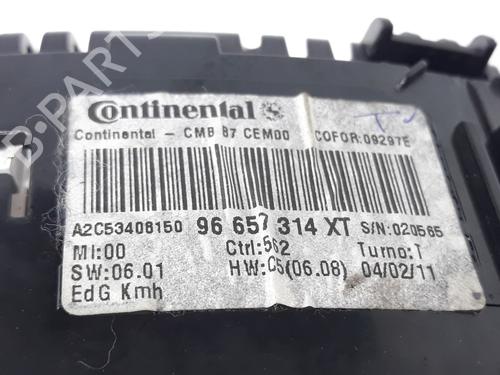 Continental
Continental - CMB B7 CEM00 COFOR:09297E
A2C53408150 96 657 314 XT S/N:020565
MI:00 Ctrl:562 Turno:T
SW:06.01 HW:C5(06.08) 04/02/11
EdG Kmh